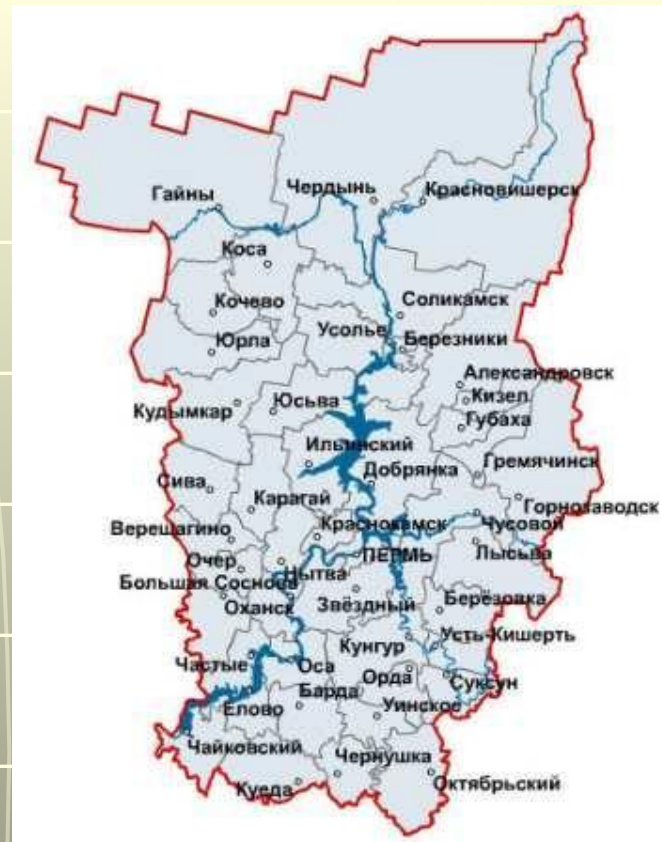 Гайны
Чердынь
Красновишерск
Коса
Кочево
Соликамск
Усолье
Юрла
Березники
Александровск
Кизел
Кудымкар
Юсьва
Губаха
Ильинский
Сива
Добрянка
Гремячинск
Карагай
Горнозаводск
Верещагино
Краснокамск
Чусовой
Очер
Нытва
ПЕРМЬ
Лысьва
Большая Соснова
Оханск
Звёздный
Берёзовка
Кунгур
Усть-Кишерть
Частые
Оса
Орда
Суксун
Барда
Елово
Уинское
Чайковский
Чернушка
Куеда
Октябрьский